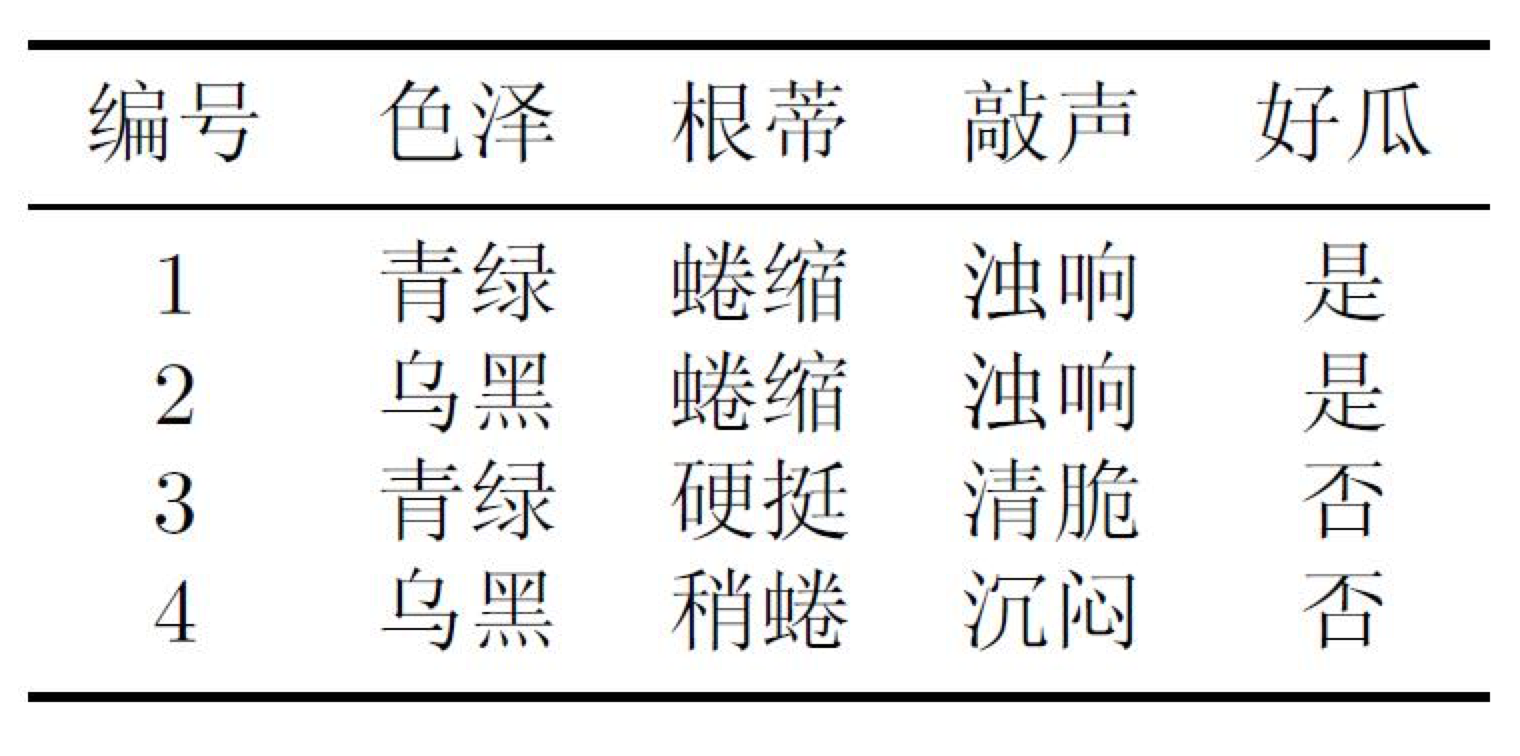 编号 色泽 根蒂 敲声 好瓜
1 青绿 蜷缩 浊响 是
2 乌黑 蜷缩 浊响 是
3 青绿 硬挺 清脆 否
4 乌黑 稍蜷 沉闷 否